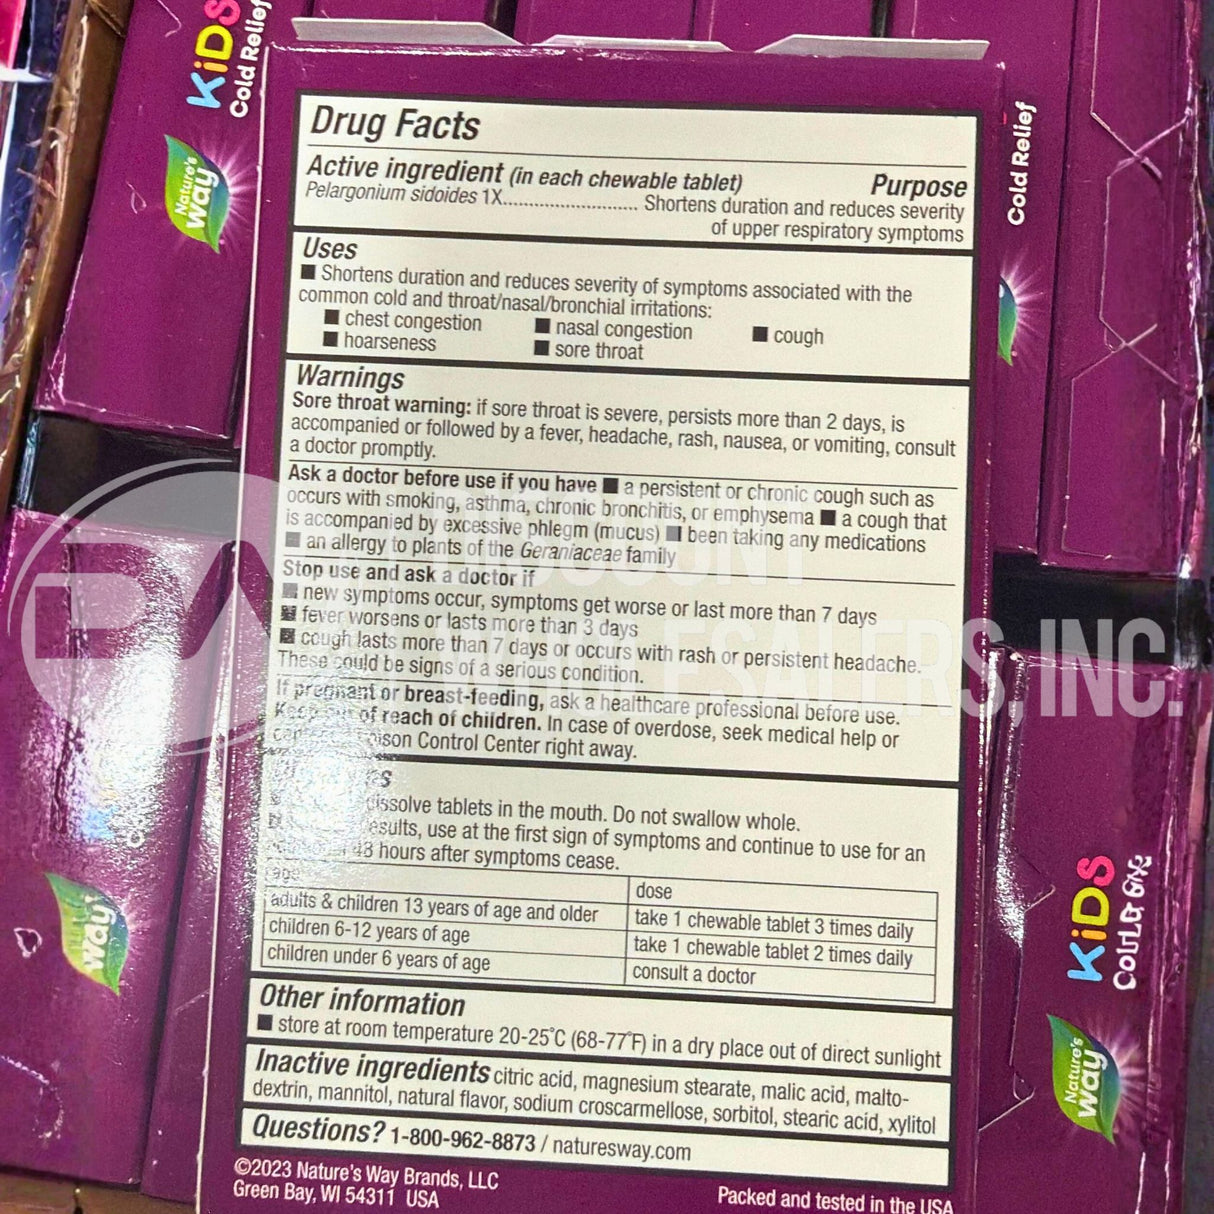 KiDS
Cold Relief
Nature's
Way
Cold Relief
Drug Facts
Active ingredient (in each chewable tablet) Purpose
Pelargonium sidoides 1X.......................... Shortens duration and reduces severity
of upper respiratory symptoms
Uses
■ Shortens duration and reduces severity of symptoms associated with the
common cold and throat/nasal/bronchial irritations:
■ chest congestion ■ nasal congestion ■ cough
■ hoarseness ■ sore throat
Warnings
Sore throat warning: if sore throat is severe, persists more than 2 days, is
accompanied or followed by a fever, headache, rash, nausea, or vomiting, consult
a doctor promptly.
Ask a doctor before use if you have ■ a persistent or chronic cough such as
occurs with smoking, asthma, chronic bronchitis, or emphysema ■ a cough that
is accompanied by excessive phlegm (mucus) ■ been taking any medications
■ an allergy to plants of the Geraniaceae family
Stop use and ask a doctor if
■ new symptoms occur, symptoms get worse or last more than 7 days
■ fever worsens or lasts more than 3 days
■ cough lasts more than 7 days or occurs with rash or persistent headache.
These could be signs of a serious condition.
If pregnant or breast-feeding, ask a healthcare professional before use.
Keep out of reach of children. In case of overdose, seek medical help or
Control Center right away.
dissolve tablets in the mouth. Do not swallow whole.
results, use at the first sign of symptoms and continue to use for an
48 hours after symptoms cease.
age dose
adults & children 13 years of age and older take 1 chewable tablet 3 times daily
children 6-12 years of age take 1 chewable tablet 2 times daily
children under 6 years of age consult a doctor
Other information
■ store at room temperature 20-25°C (68-77°F) in a dry place out of direct sunlight
Inactive ingredients citric acid, magnesium stearate, malic acid, malto-
dextrin, mannitol, natural flavor, sodium croscarmellose, sorbitol, stearic acid, xylitol
Questions? 1-800-962-8873 / naturesway.com
©2023 Nature's Way Brands, LLC
Green Bay, WI 54311 USA
Packed and tested in the USA
DISCOUNT
WHOLESALERS, INC.
Way
KiDS
Nature's
Way